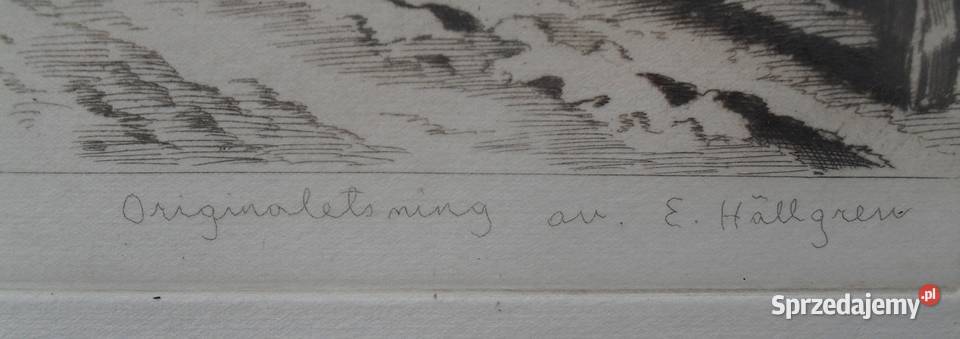 Originaletsning av. E. Hällgren
Sprzedajemy.pl